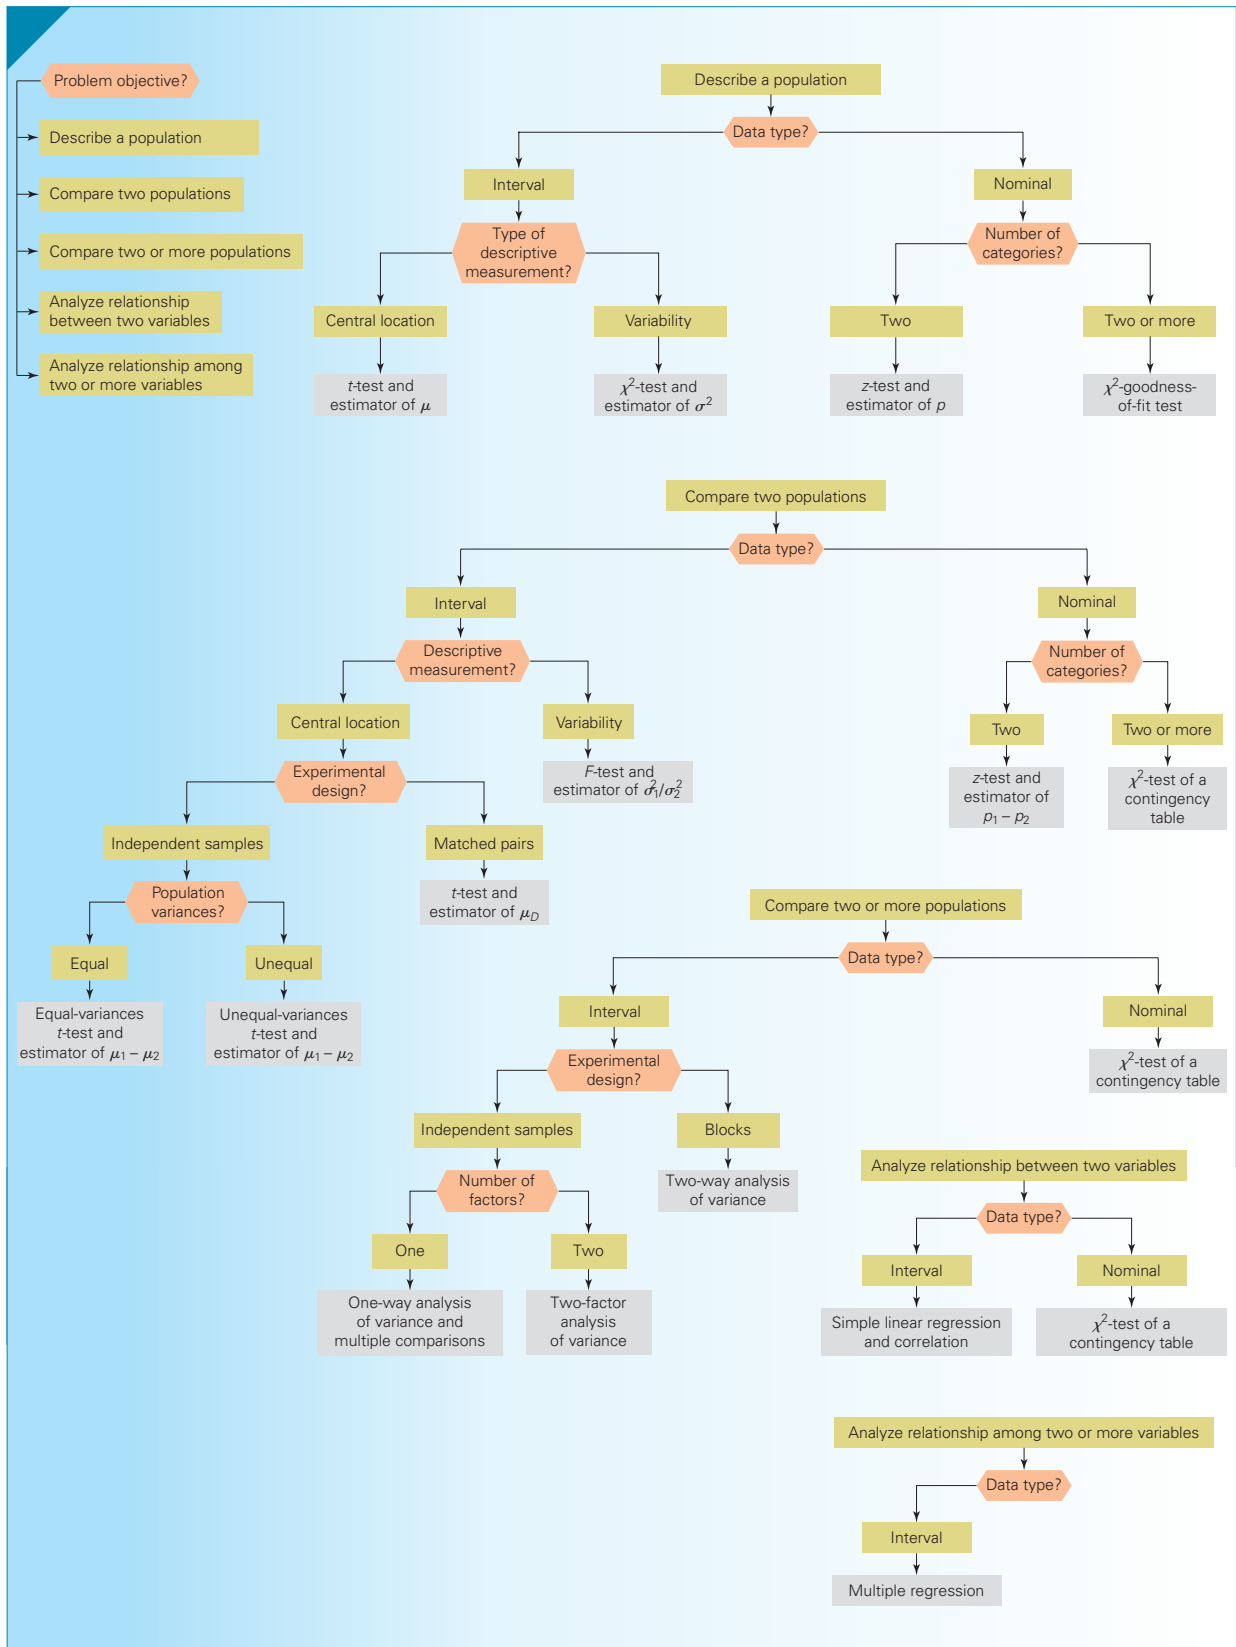 Problem objective?
Describe a population
Compare two populations
Compare two or more populations
Analyze relationship
between two variables
Analyze relationship among
two or more variables
Describe a population
Data type?
Interval
Nominal
Type of
descriptive
measurement?
Number of
categories?
Central location
Variability
Two
Two or more
t-test and
estimator of μ
χ²-test and
estimator of σ²
z-test and
estimator of p
χ²-goodness-
of-fit test
Compare two populations
Data type?
Interval
Nominal
Descriptive
measurement?
Number of
categories?
Central location
Variability
Two
Two or more
Experimental
design?
F-test and
estimator of σ₁²/σ₂²
z-test and
estimator of
p₁ – p₂
χ²-test of a
contingency
table
Independent samples
Matched pairs
Population
variances?
t-test and
estimator of μ_D
Equal
Unequal
Equal-variances
t-test and
estimator of μ₁ – μ₂
Unequal-variances
t-test and
estimator of μ₁ – μ₂
Compare two or more populations
Data type?
Interval
Nominal
Experimental
design?
χ²-test of a
contingency table
Independent samples
Blocks
Number of
factors?
Two-way analysis
of variance
One
Two
One-way analysis
of variance and
multiple comparisons
Two-factor
analysis
of variance
Analyze relationship between two variables
Data type?
Interval
Nominal
Simple linear regression
and correlation
χ²-test of a
contingency table
Analyze relationship among two or more variables
Data type?
Interval
Multiple regression